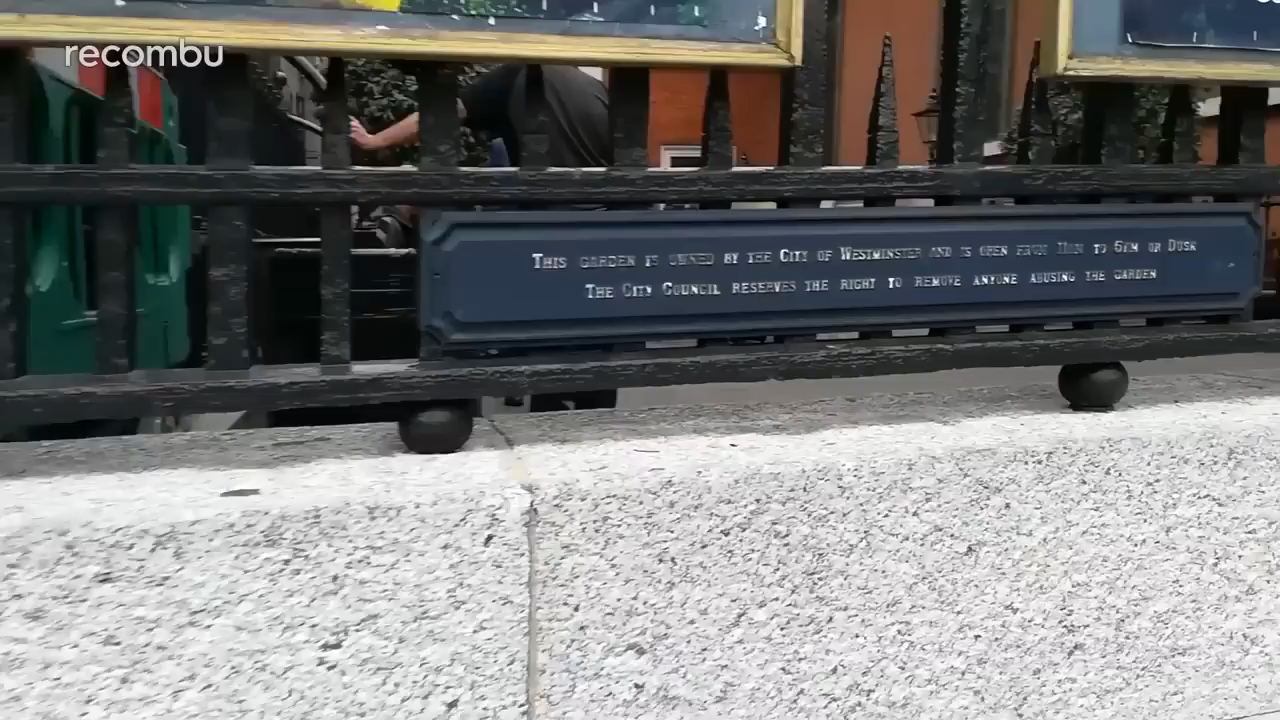 recombu
This garden is owned by the City of Westminster and is open from to 5pm or Dusk
The City Council reserves the right to remove anyone abusing the garden